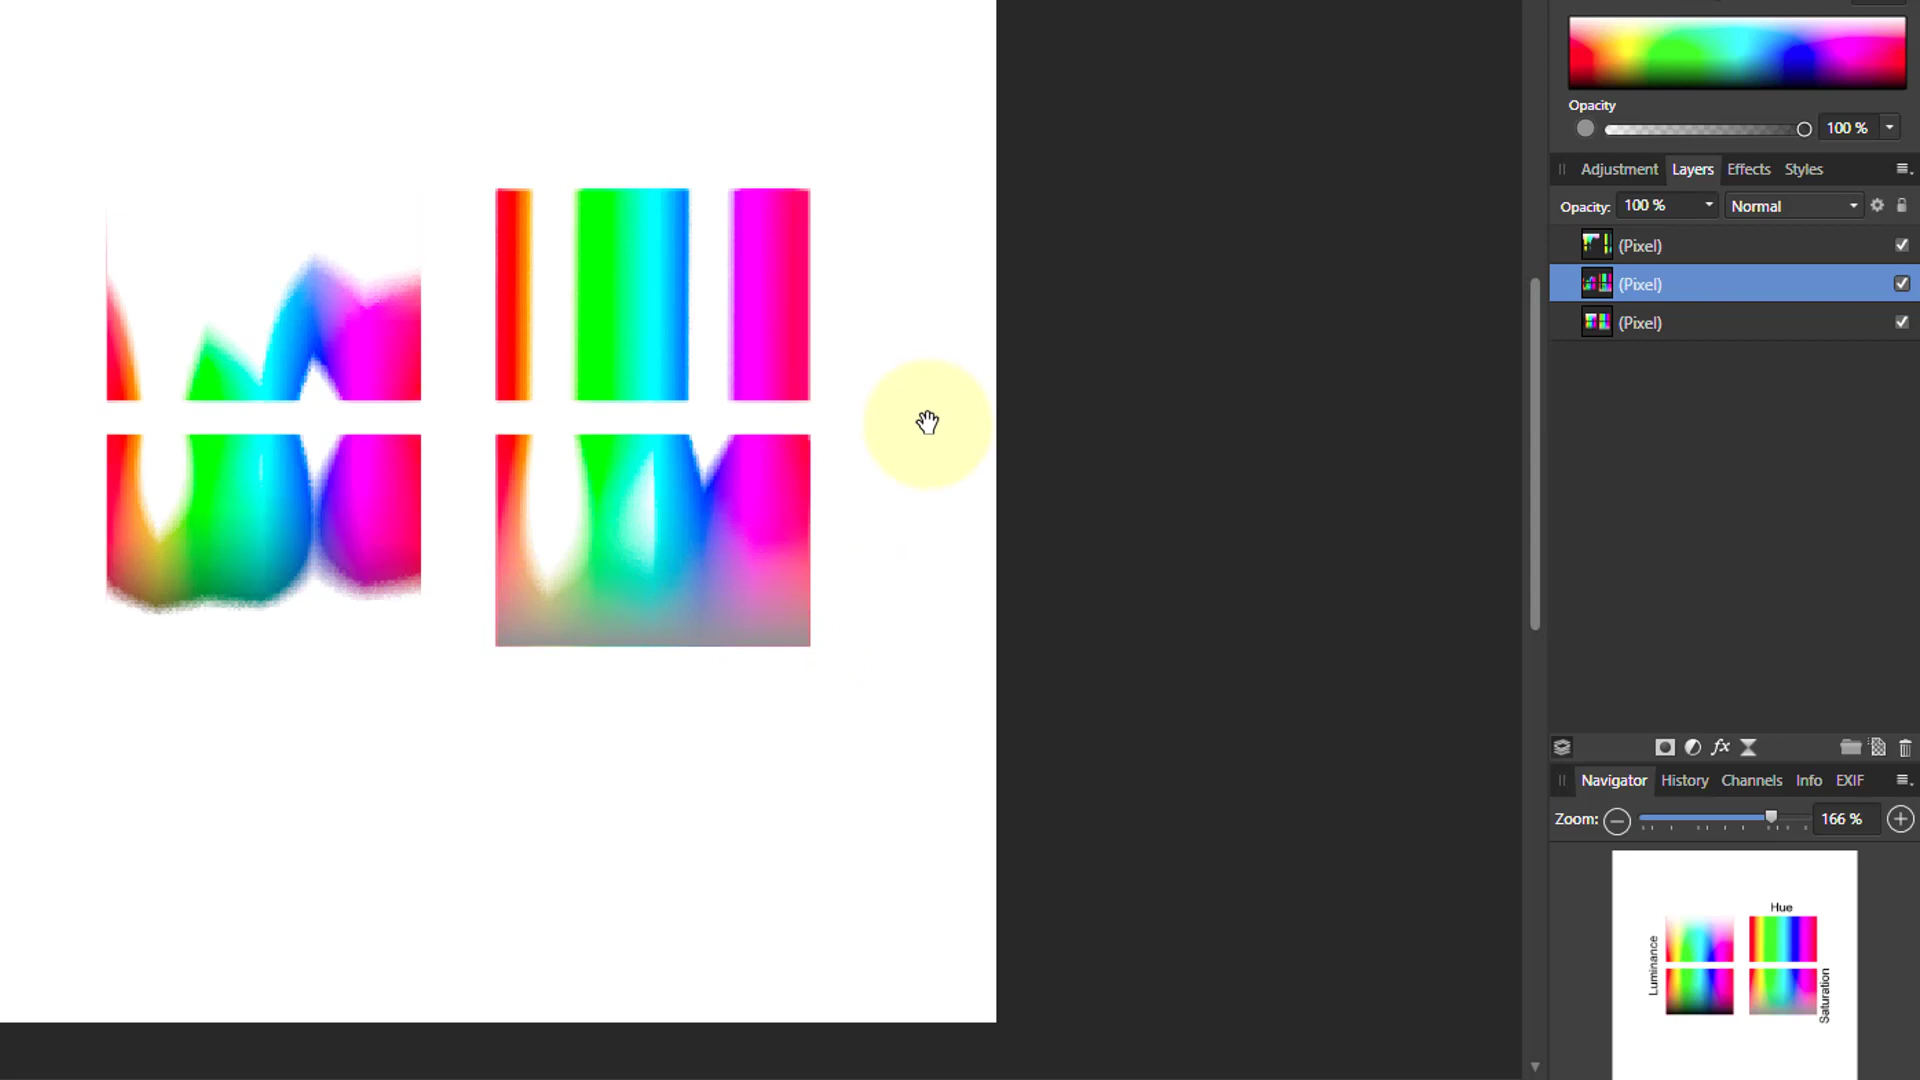 Opacity
100 %
Adjustment Layers Effects Styles
Opacity: 100 % Normal
(Pixel)
(Pixel)
(Pixel)
fx
Navigator History Channels Info EXIF
Zoom: 166 %
Hue
Luminance
Saturation